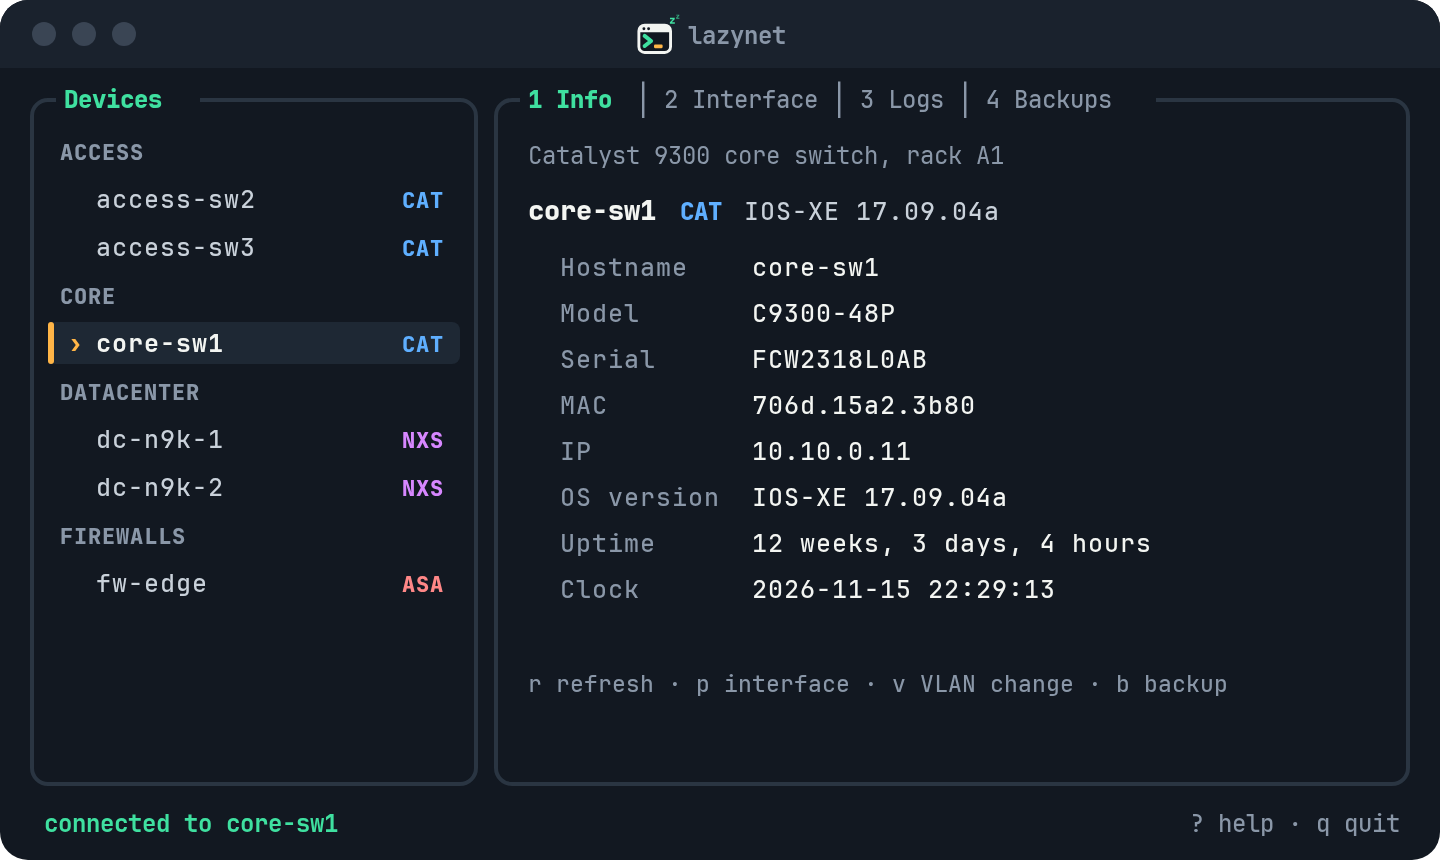 lazynet
Devices
ACCESS
access-sw2 CAT
access-sw3 CAT
CORE
› core-sw1 CAT
DATACENTER
dc-n9k-1 NXS
dc-n9k-2 NXS
FIREWALLS
fw-edge ASA
1 Info │ 2 Interface │ 3 Logs │ 4 Backups
Catalyst 9300 core switch, rack A1
core-sw1 CAT IOS-XE 17.09.04a
Hostname core-sw1
Model C9300-48P
Serial FCW2318L0AB
MAC 706d.15a2.3b80
IP 10.10.0.11
OS version IOS-XE 17.09.04a
Uptime 12 weeks, 3 days, 4 hours
Clock 2026-11-15 22:29:13
r refresh · p interface · v VLAN change · b backup
connected to core-sw1
? help · q quit